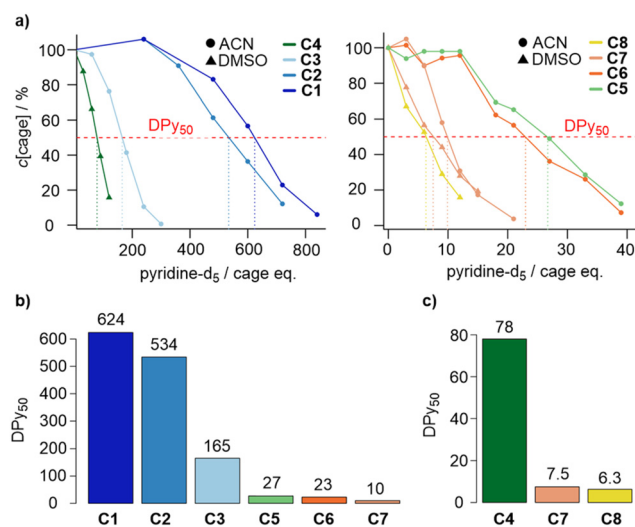 a)
100
80
60
40
20
0
c[cage] / %
200
400
600
800
pyridine-d₅ / cage eq.
DPy₅₀
ACN
DMSO
C4
C3
C2
C1
100
80
60
40
20
0
0
10
20
30
40
pyridine-d₅ / cage eq.
DPy₅₀
ACN
DMSO
C8
C7
C6
C5
b)
DPy₅₀
600
500
400
300
200
100
0
624
534
165
27
23
10
C1
C2
C3
C5
C6
C7
c)
DPy₅₀
80
60
40
20
0
78
7.5
6.3
C4
C7
C8